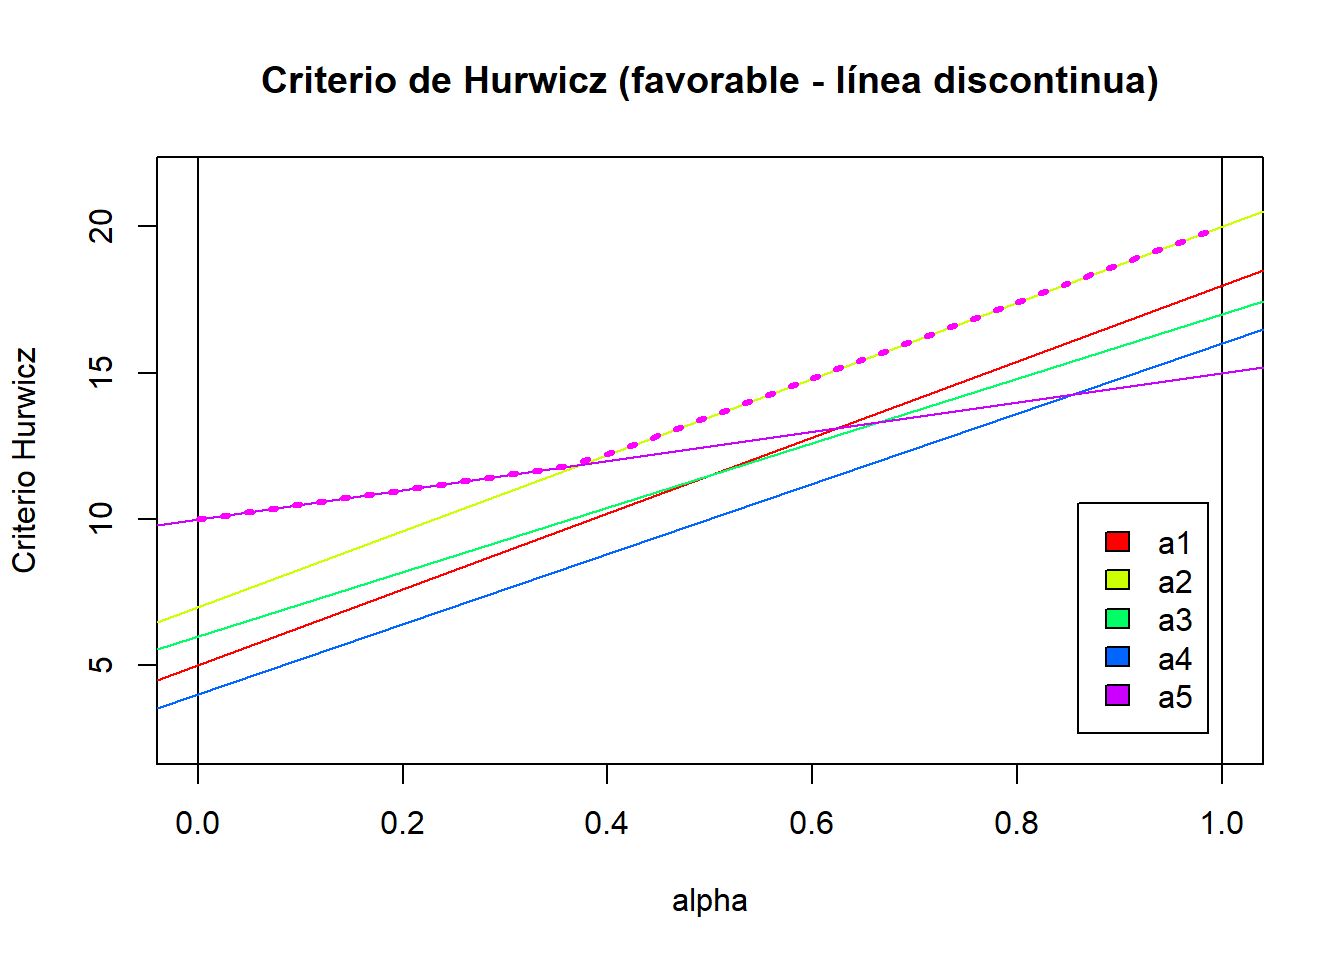 Criterio de Hurwicz (favorable - línea discontinua)
Criterio Hurwicz
20
15
10
5
a1
a2
a3
a4
a5
0.0 0.2 0.4 0.6 0.8 1.0
alpha